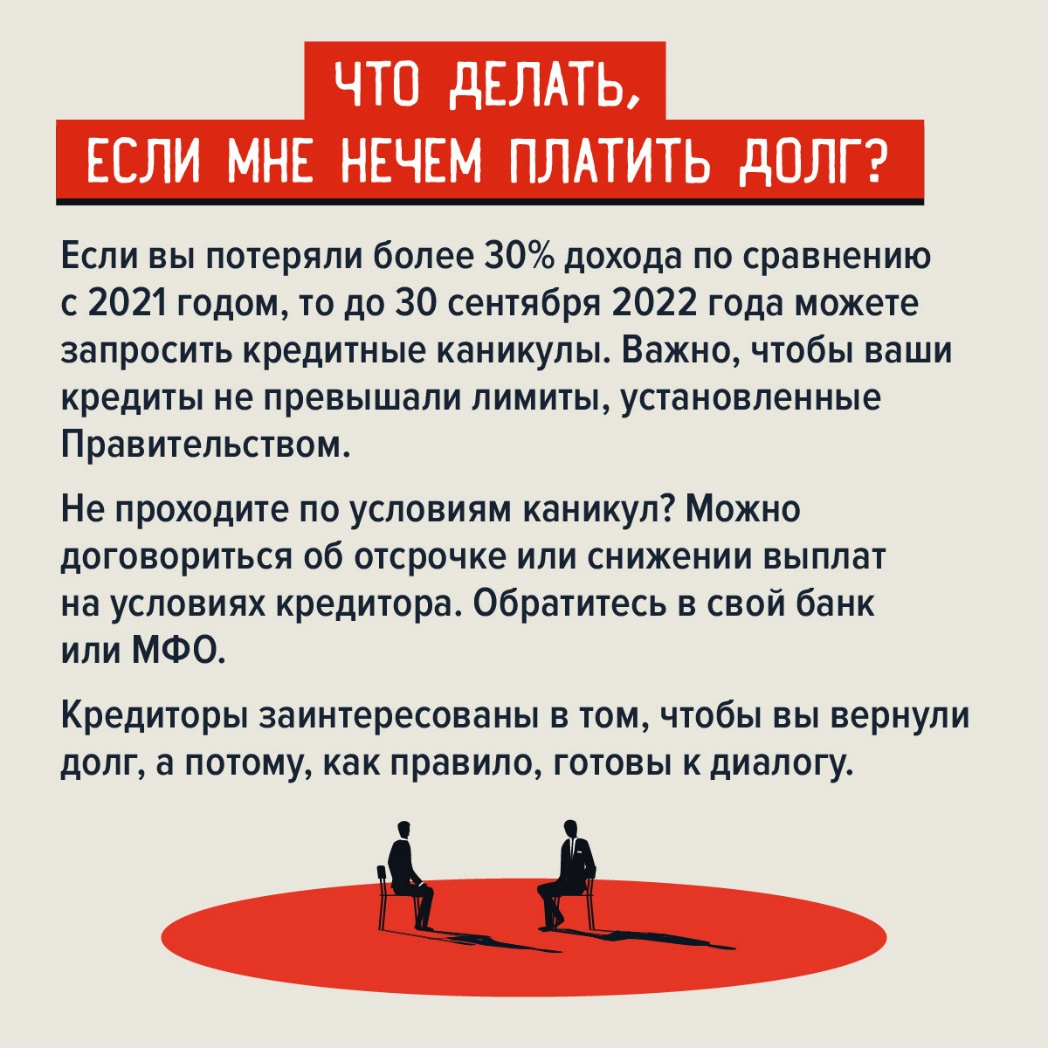 ЧТО ДЕЛАТЬ,
ЕСЛИ МНЕ НЕЧЕМ ПЛАТИТЬ ДОЛГ?
Если вы потеряли более 30% дохода по сравнению
с 2021 годом, то до 30 сентября 2022 года можете
запросить кредитные каникулы. Важно, чтобы ваши
кредиты не превышали лимиты, установленные
Правительством.
Не проходите по условиям каникул? Можно
договориться об отсрочке или снижении выплат
на условиях кредитора. Обратитесь в свой банк
или МФО.
Кредиторы заинтересованы в том, чтобы вы вернули
долг, а потому, как правило, готовы к диалогу.